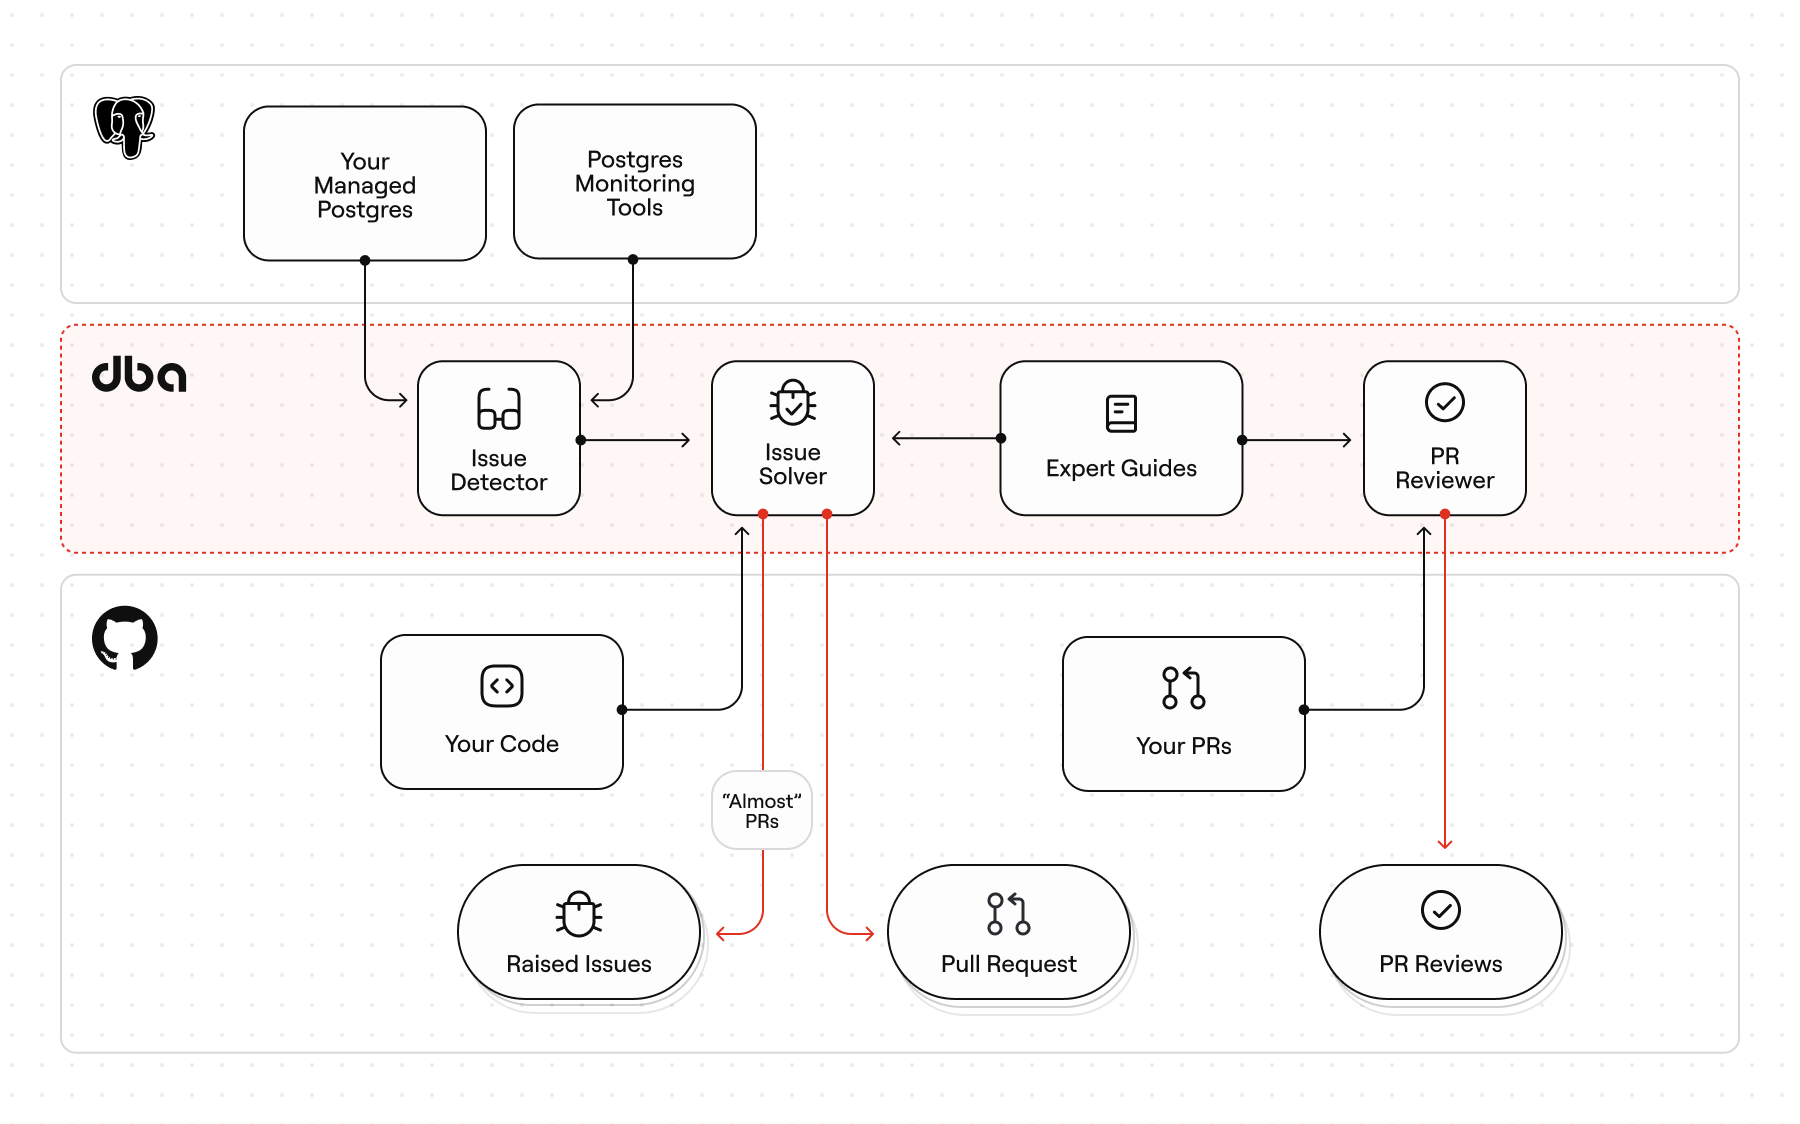 Your
Managed
Postgres
Postgres
Monitoring
Tools
dba
Issue
Detector
Issue
Solver
Expert Guides
PR
Reviewer
Your Code
Your PRs
“Almost”
PRs
Raised Issues
Pull Request
PR Reviews